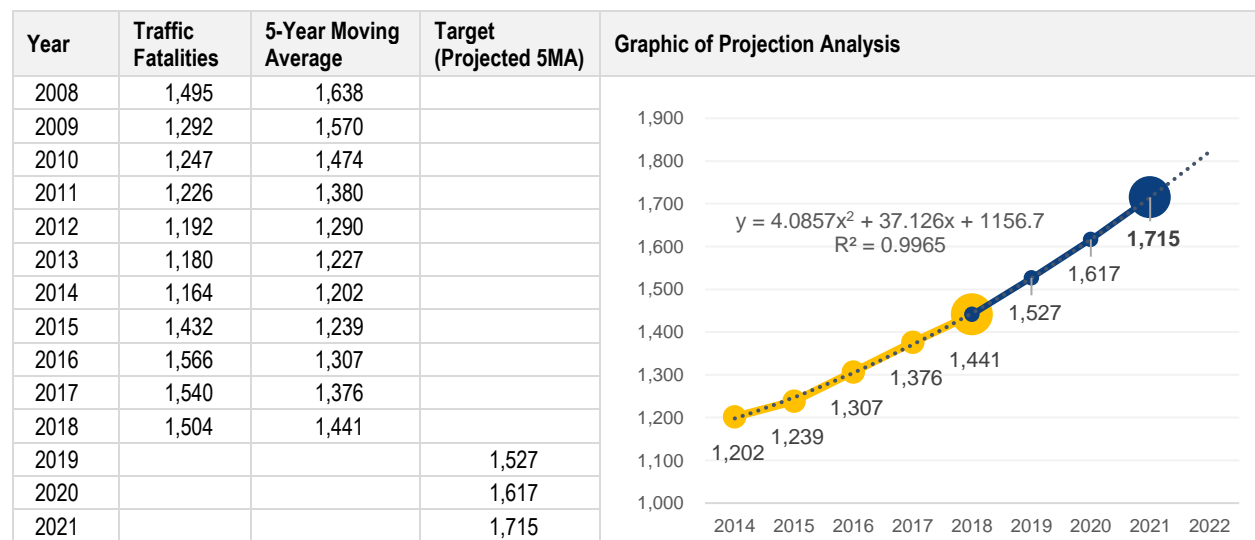 Year Traffic Fatalities 5-Year Moving Average Target (Projected 5MA) Graphic of Projection Analysis
2008 1,495 1,638
2009 1,292 1,570
2010 1,247 1,474
2011 1,226 1,380
2012 1,192 1,290
2013 1,180 1,227
2014 1,164 1,202
2015 1,432 1,239
2016 1,566 1,307
2017 1,540 1,376
2018 1,504 1,441
2019 1,527
2020 1,617
2021 1,715
1,900
1,800
1,700
1,600
1,500
1,400
1,300
1,200
1,100
1,000
y = 4.0857x² + 37.126x + 1156.7
R² = 0.9965
1,202
1,239
1,307
1,376
1,441
1,527
1,617
1,715
2014 2015 2016 2017 2018 2019 2020 2021 2022